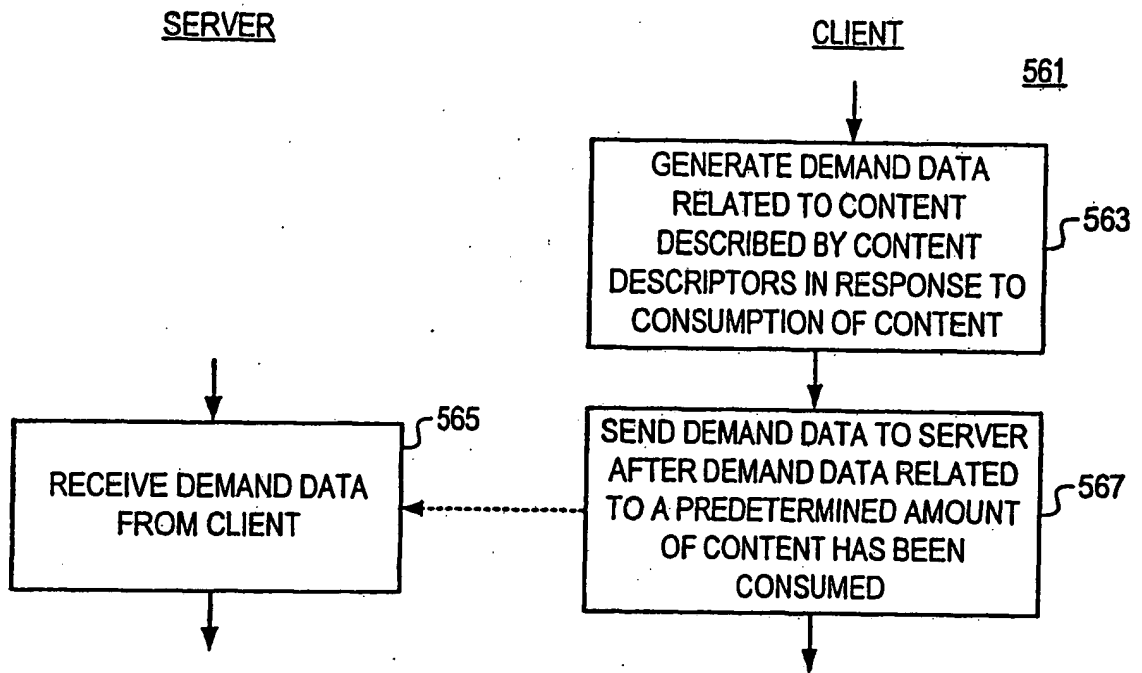 SERVER
CLIENT
561
GENERATE DEMAND DATA
RELATED TO CONTENT
DESCRIBED BY CONTENT
DESCRIPTORS IN RESPONSE TO
CONSUMPTION OF CONTENT
563
565
RECEIVE DEMAND DATA
FROM CLIENT
SEND DEMAND DATA TO SERVER
AFTER DEMAND DATA RELATED
TO A PREDETERMINED AMOUNT
OF CONTENT HAS BEEN
CONSUMED
567